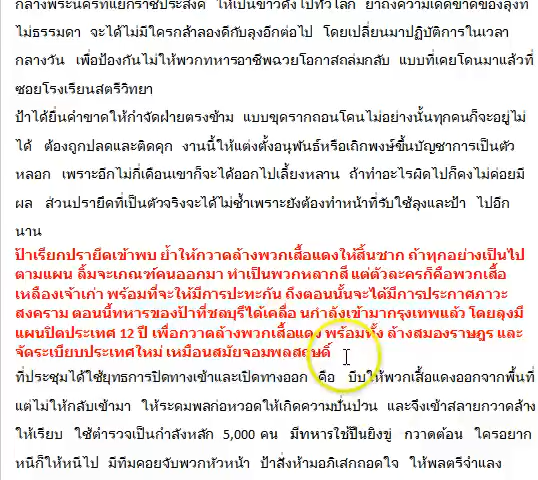 กลางพระนครที่แยกราชประสงค์ ให้เป็นข่าวดังไปทั่วโลก ย้ำถึงความเด็ดขาดของลุงที่
ไม่ธรรมดา จะได้ไม่มีใครกล้าลองดีกับลุงอีกต่อไป โดยเปลี่ยนมาปฏิบัติการในเวลา
กลางวัน เพื่อป้องกันไม่ให้พวกทหารอาชีพฉวยโอกาสถล่มกลับ แบบที่เคยโดนมาแล้วที่
ซอยโรงเรียนสตรีวิทยา
ป้าได้ยื่นคำขาดให้กำจัดฝ่ายตรงข้าม แบบขุดรากถอนโคนไม่อย่างนั้นทุกคนก็จะอยู่ไม่
ได้ ต้องถูกปลดและติดคุก งานนี้ให้แต่งตั้งอนุพันธ์หรือเถิกพงษ์ขึ้นบัญชาการเป็นตัว
หลอก เพราะอีกไม่กี่เดือนเขาก็จะได้ออกไปเลี้ยงหลาน ถ้าทำอะไรผิดไปก็คงไม่ค่อยมี
ผล ส่วนปรายึดที่เป็นตัวจริงจะได้ไม่ช้ำเพราะยังต้องทำหน้าที่รับใช้ลุงและป้า ไปอีก
นาน
ป้าเรียกปรายึดเข้าพบ ย้ำให้กวาดล้างพวกเสื้อแดงให้สิ้นซาก ถ้าทุกอย่างเป็นไป
ตามแผน ลิ้มจะเกณฑ์คนออกมา ทำเป็นพวกหลากสี แต่ตัวละครก็คือพวกเสื้อ
เหลืองเจ้าเก่า พร้อมที่จะให้มีการปะทะกัน ถึงตอนนั้นจะได้มีการประกาศภาวะ
สงคราม ตอนนี้ทหารของป้าที่ชลบุรีได้เคลื่อ นกำลังเข้ามากรุงเทพแล้ว โดยลุงมี
แผนปิดประเทศ 12 ปี เพื่อกวาดล้างพวกเสื้อแดง พร้อมทั้ง ล้างสมองราษฎร และ
จัดระเบียบประเทศใหม่ เหมือนสมัยจอมพลสฤษดิ์
ที่ประชุมได้ใช้ยุทธการปิดทางเข้าและเปิดทางออก คือ บีบให้พวกเสื้อแดงออกจากพื้นที่
แต่ไม่ให้กลับเข้ามา ให้ระดมพลก่อหวอดให้เกิดความปั่นป่วน และจึงเข้าสลายกวาดล้าง
ให้เรียบ ใช้ตำรวจเป็นกำลังหลัก 5,000 คน มีทหารใช้ปืนยิงขู่ กวาดต้อน ใครอยาก
หนีก็ให้หนีไป มีทีมคอยจับพวกหัวหน้า ป้าสั่งห้ามอภิเสกถอดใจ ให้พลตรีจำแลง